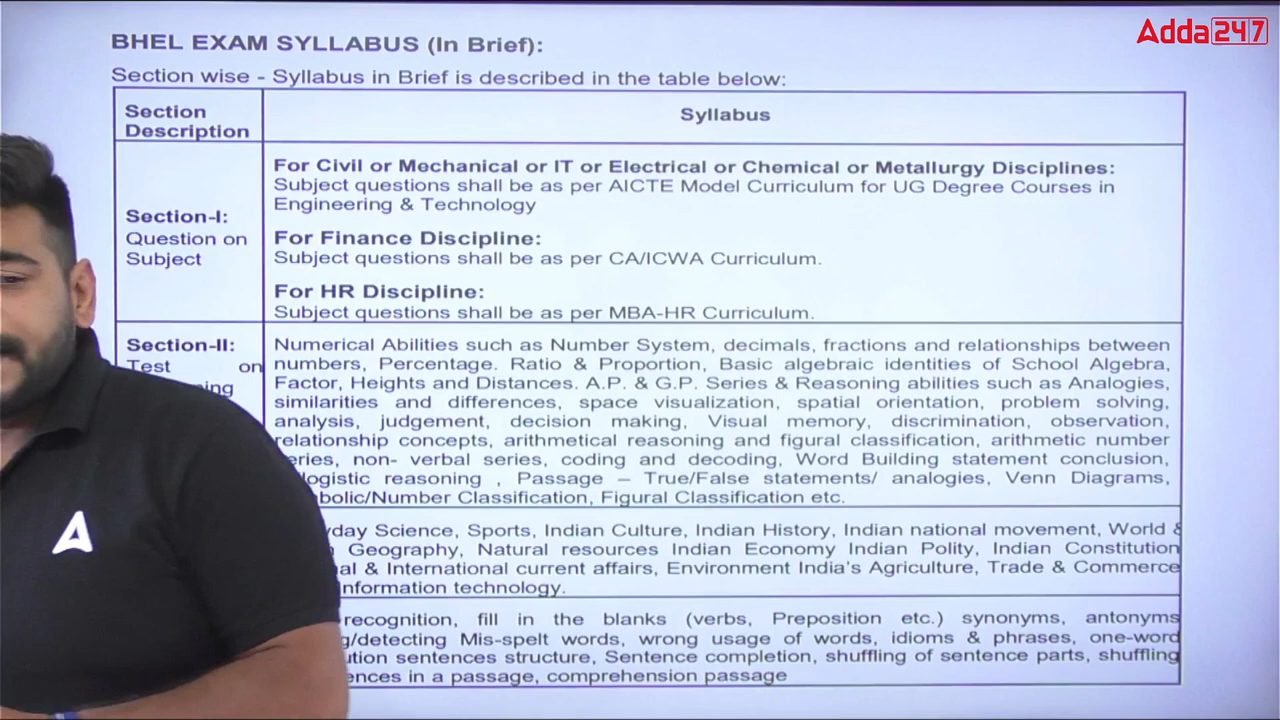 Adda247
BHEL EXAM SYLLABUS (In Brief):
Section wise - Syllabus in Brief is described in the table below:
Section
Description
Syllabus
Section-I:
Question on
Subject
For Civil or Mechanical or IT or Electrical or Chemical or Metallurgy Disciplines:
Subject questions shall be as per AICTE Model Curriculum for UG Degree Courses in
Engineering & Technology
For Finance Discipline:
Subject questions shall be as per CA/ICWA Curriculum.
For HR Discipline:
Subject questions shall be as per MBA-HR Curriculum.
Section-II:
Test on
Numerical Abilities such as Number System, decimals, fractions and relationships between
numbers, Percentage. Ratio & Proportion, Basic algebraic identities of School Algebra,
Factor, Heights and Distances. A.P. & G.P. Series & Reasoning abilities such as Analogies,
similarities and differences, space visualization, spatial orientation, problem solving,
analysis, judgement, decision making, Visual memory, discrimination, observation,
relationship concepts, arithmetical reasoning and figural classification, arithmetic number
non- verbal series, coding and decoding, Word Building statement conclusion,
reasoning , Passage – True/False statements/ analogies, Venn Diagrams,
Classification, Figural Classification etc.
Science, Sports, Indian Culture, Indian History, Indian national movement, World &
Geography, Natural resources Indian Economy Indian Polity, Indian Constitution
& International current affairs, Environment India's Agriculture, Trade & Commerce
Information technology.
recognition, fill in the blanks (verbs, Preposition etc.) synonyms, antonyms
/detecting Mis-spelt words, wrong usage of words, idioms & phrases, one-word
sentences structure, Sentence completion, shuffling of sentence parts, shuffling
in a passage, comprehension passage